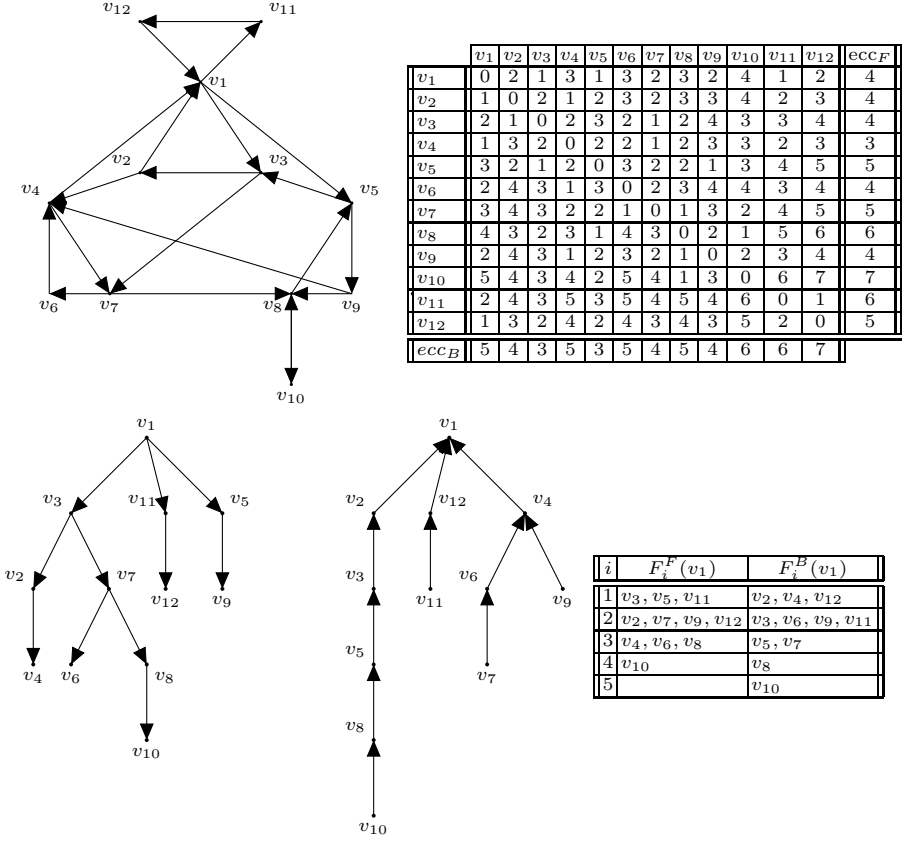 v12 v11
v1
v2 v3
v4 v5
v6 v7 v8 v9
v10
v1 v2 v3 v4 v5 v6 v7 v8 v9 v10 v11 v12 eccF
v1 0 2 1 3 1 3 2 3 2 4 1 2 4
v2 1 0 2 1 2 3 2 3 3 4 2 3 4
v3 2 1 0 2 3 2 1 2 4 3 3 4 4
v4 1 3 2 0 2 2 1 2 3 3 2 3 3
v5 3 2 1 2 0 3 2 2 1 3 4 5 5
v6 2 4 3 1 3 0 2 3 4 4 3 4 4
v7 3 4 3 2 2 1 0 1 3 2 4 5 5
v8 4 3 2 3 1 4 3 0 2 1 5 6 6
v9 2 4 3 1 2 3 2 1 0 2 3 4 4
v10 5 4 3 4 2 5 4 1 3 0 6 7 7
v11 2 4 3 5 3 5 4 5 4 6 0 1 6
v12 1 3 2 4 2 4 3 4 3 5 2 0 5
eccB 5 4 3 5 3 5 4 5 4 6 6 7
v1
v3 v11 v5
v2 v7 v12 v9
v4 v6 v8
v10
v1
v2 v12 v4
v3 v11 v6 v9
v5 v7
v8
v10
i F_i^F(v1) F_i^B(v1)
1 v3, v5, v11 v2, v4, v12
2 v2, v7, v9, v12 v3, v6, v9, v11
3 v4, v6, v8 v5, v7
4 v10 v8
5 v10